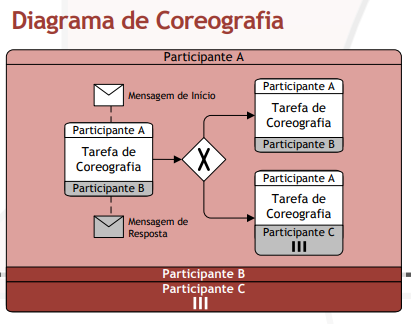 Diagrama de Coreografia
Participante A
Mensagem de Início
Participante A
Tarefa de
Coreografia
Participante B
Mensagem de
Resposta
X
Participante A
Tarefa de
Coreografia
Participante B
Participante A
Tarefa de
Coreografia
Participante C
Participante B
Participante C